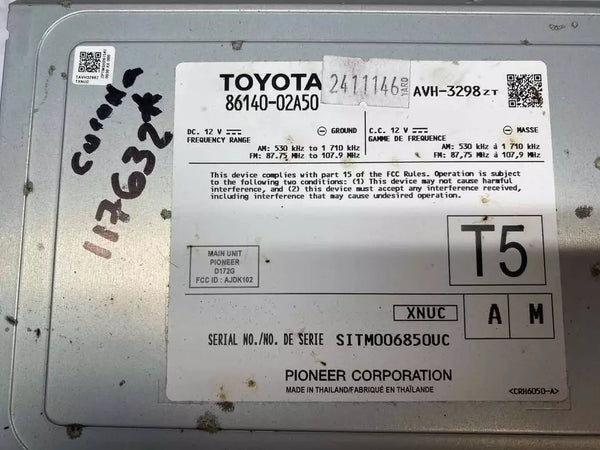 TOYOTA
86140-02A50
2411146
YARD
AVH-3298 ZT
DC. 12 V
GROUND
FREQUENCY RANGE
AM: 530 kHz to 1 710 kHz
FM: 87.75 MHz to 107.9 MHz
C.C. 12 V
MASSE
GAMME DE FREQUENCE
AM: 530 kHz à 1 710 kHz
FM: 87,75 MHz à 107,9 MHz
This device complies with part 15 of the FCC Rules. Operation is subject
to the following two conditions: (1) This device may not cause harmful
interference, and (2) this device must accept any interference received,
including interference that may cause undesired operation.
MAIN UNIT
PIONEER
D172G
FCC ID : AJDK102
T5
XNUC
A M
SERIAL NO./NO. DE SERIE SITM006850UC
PIONEER CORPORATION
MADE IN THAILAND/FABRIQUÉ EN THAÏLANDE
<CRH6050-A>
117632*